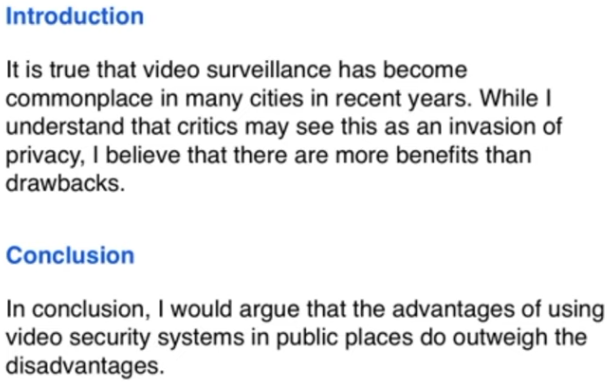 Introduction
It is true that video surveillance has become
commonplace in many cities in recent years. While I
understand that critics may see this as an invasion of
privacy, I believe that there are more benefits than
drawbacks.
Conclusion
In conclusion, I would argue that the advantages of using
video security systems in public places do outweigh the
disadvantages.